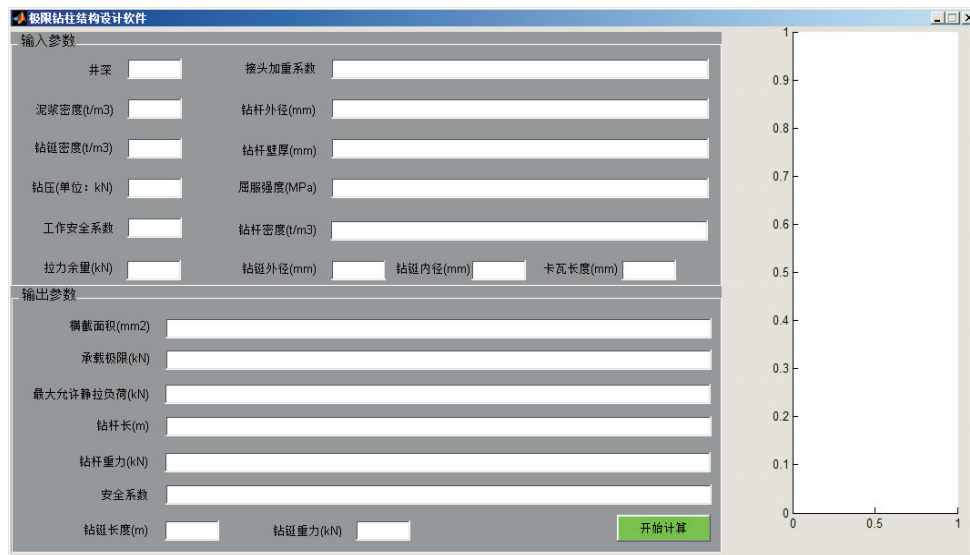 极限钻柱结构设计软件
输入参数
井深 接头加重系数
泥浆密度(t/m3) 钻杆外径(mm)
钻铤密度(t/m3) 钻杆壁厚(mm)
钻压(单位：kN) 屈服强度(MPa)
工作安全系数 钻杆密度(t/m3)
拉力余量(kN) 钻铤外径(mm) 钻铤内径(mm) 卡瓦长度(mm)
输出参数
横截面积(mm2)
承载极限(kN)
最大允许静拉负荷(kN)
钻杆长(m)
钻杆重力(kN)
安全系数
钻铤长度(m) 钻铤重力(kN) 开始计算
1
0.9
0.8
0.7
0.6
0.5
0.4
0.3
0.2
0.1
0
0 0.5 1